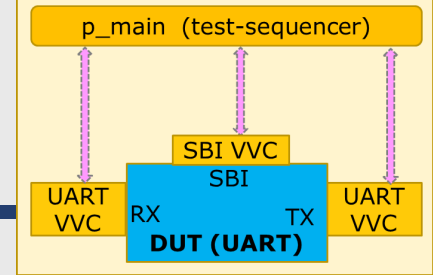 p_main (test-sequencer)
SBI VVC
SBI
UART
VVC
RX
TX
UART
VVC
DUT (UART)